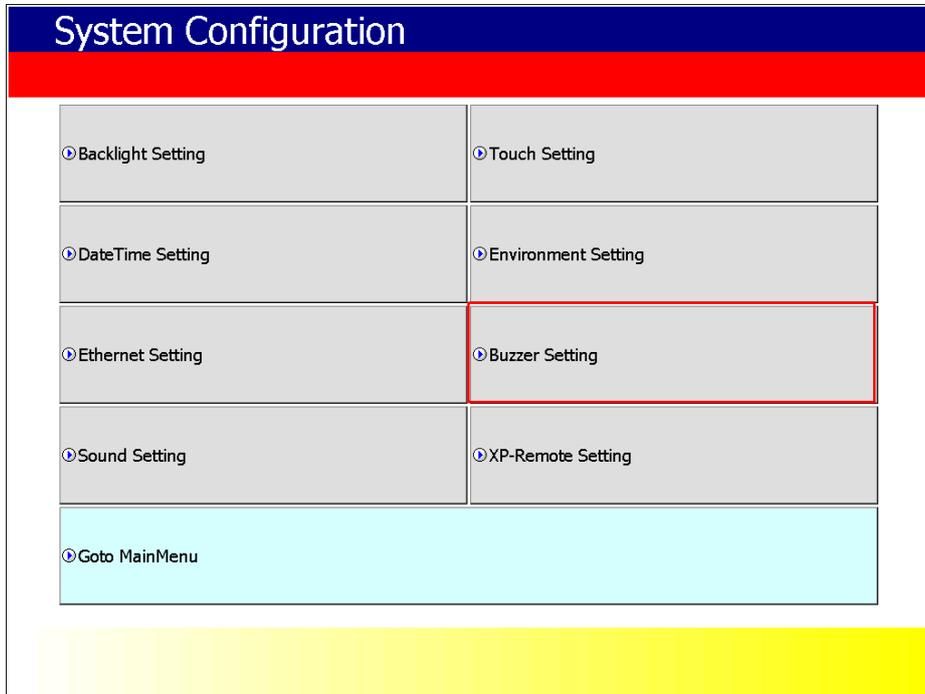 System Configuration
Backlight Setting
Touch Setting
DateTime Setting
Environment Setting
Ethernet Setting
Buzzer Setting
Sound Setting
XP-Remote Setting
Goto MainMenu